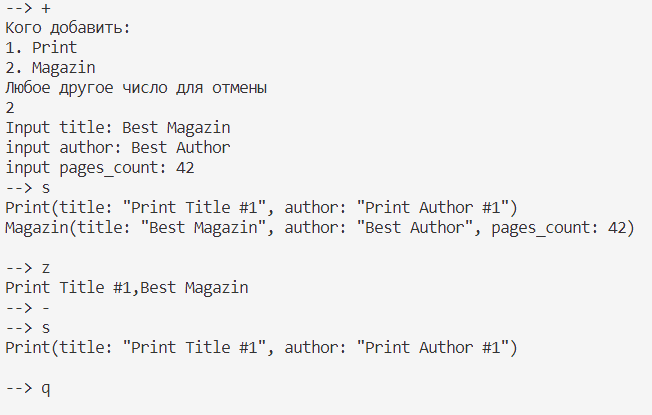 --> +
Кого добавить:
1. Print
2. Magazin
Любое другое число для отмены
2
Input title: Best Magazin
input author: Best Author
input pages_count: 42
--> s
Print(title: "Print Title #1", author: "Print Author #1")
Magazin(title: "Best Magazin", author: "Best Author", pages_count: 42)
--> z
Print Title #1,Best Magazin
--> -
--> s
Print(title: "Print Title #1", author: "Print Author #1")
--> q